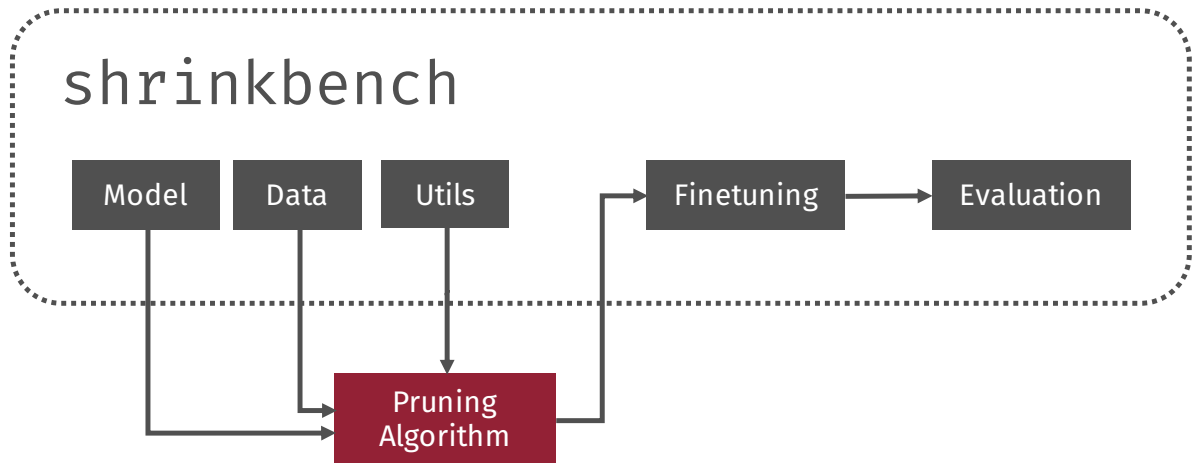 shrinkbench
Model
Data
Utils
Finetuning
Evaluation
Pruning
Algorithm